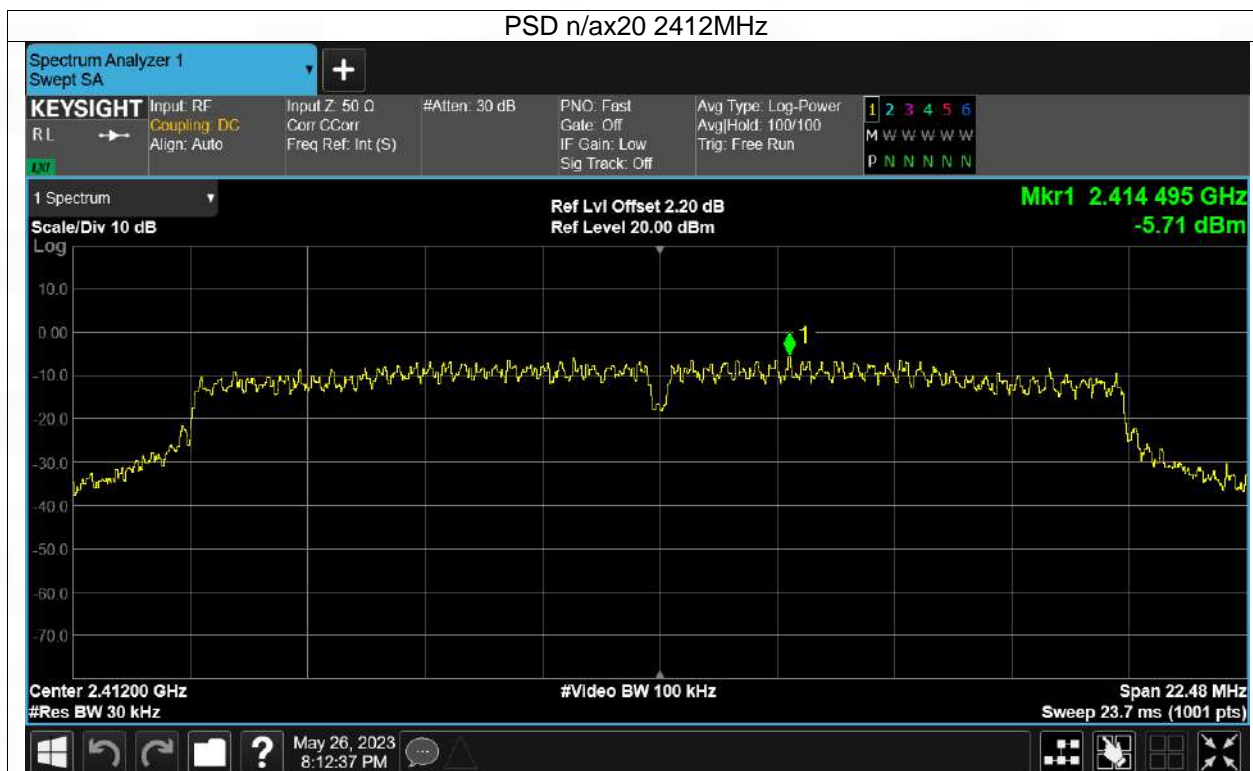 PSD n/ax20 2412MHz
Spectrum Analyzer 1
Swept SA
+
KEYSIGHT
RL
LXI
Input: RF
Coupling: DC
Align: Auto
Input Z: 50 Ω
Corr CCorr
Freq Ref: Int (S)
#Atten: 30 dB
PNO: Fast
Gate: Off
IF Gain: Low
Sig Track: Off
Avg Type: Log-Power
Avg|Hold: 100/100
Trig: Free Run
1 2 3 4 5 6
M W W W W W
P N N N N N
1 Spectrum
Scale/Div 10 dB
Log
Ref Lvl Offset 2.20 dB
Ref Level 20.00 dBm
Mkr1 2.414 495 GHz
-5.71 dBm
10.0
0.00
1
-10.0
-20.0
-30.0
-40.0
-50.0
-60.0
-70.0
Center 2.41200 GHz
#Res BW 30 kHz
#Video BW 100 kHz
Span 22.48 MHz
Sweep 23.7 ms (1001 pts)
?
May 26, 2023
8:12:37 PM